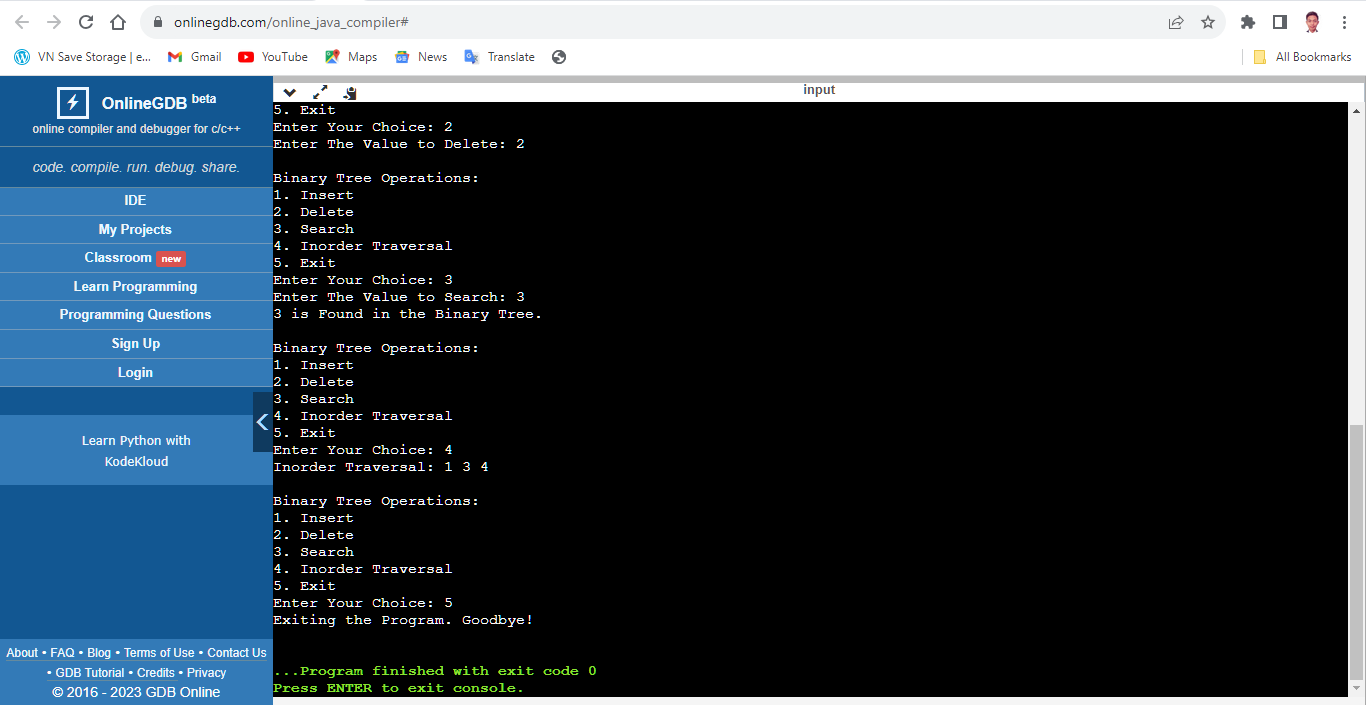 onlinegdb.com/online_java_compiler#
VN Save Storage | e... Gmail YouTube Maps News Translate All Bookmarks
OnlineGDB beta
online compiler and debugger for c/c++
code. compile. run. debug. share.
IDE
My Projects
Classroom new
Learn Programming
Programming Questions
Sign Up
Login
Learn Python with
KodeKloud
About • FAQ • Blog • Terms of Use • Contact Us
• GDB Tutorial • Credits • Privacy
© 2016 - 2023 GDB Online
input
5. Exit
Enter Your Choice: 2
Enter The Value to Delete: 2
Binary Tree Operations:
1. Insert
2. Delete
3. Search
4. Inorder Traversal
5. Exit
Enter Your Choice: 3
Enter The Value to Search: 3
3 is Found in the Binary Tree.
Binary Tree Operations:
1. Insert
2. Delete
3. Search
4. Inorder Traversal
5. Exit
Enter Your Choice: 4
Inorder Traversal: 1 3 4
Binary Tree Operations:
1. Insert
2. Delete
3. Search
4. Inorder Traversal
5. Exit
Enter Your Choice: 5
Exiting the Program. Goodbye!
...Program finished with exit code 0
Press ENTER to exit console.